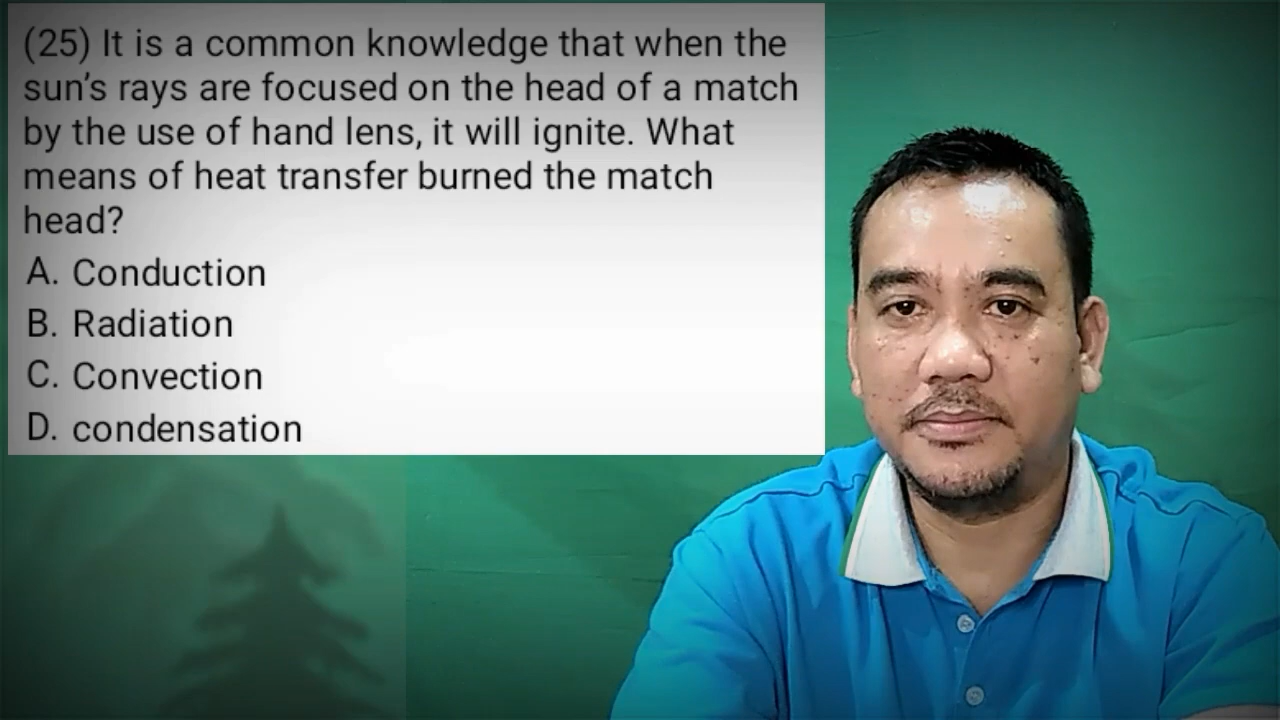 (25) It is a common knowledge that when the
sun's rays are focused on the head of a match
by the use of hand lens, it will ignite. What
means of heat transfer burned the match
head?
A. Conduction
B. Radiation
C. Convection
D. condensation